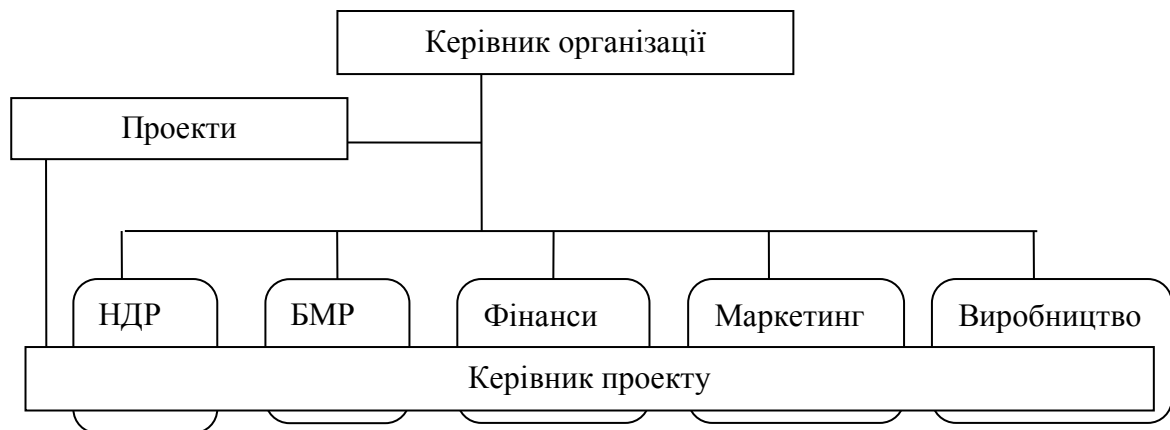 Керівник організації
Проекти
НДР БМР Фінанси Маркетинг Виробництво
Керівник проекту